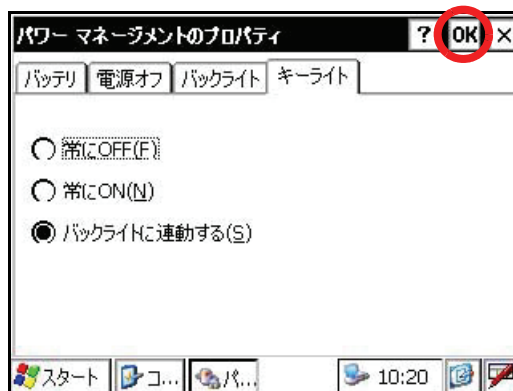 パワー マネージメントのプロパティ ? OK ×
バッテリ 電源オフ バックライト キーライト
常にOFF(F)
常にON(N)
バックライトに連動する(S)
スタート コ... パ... 10:20